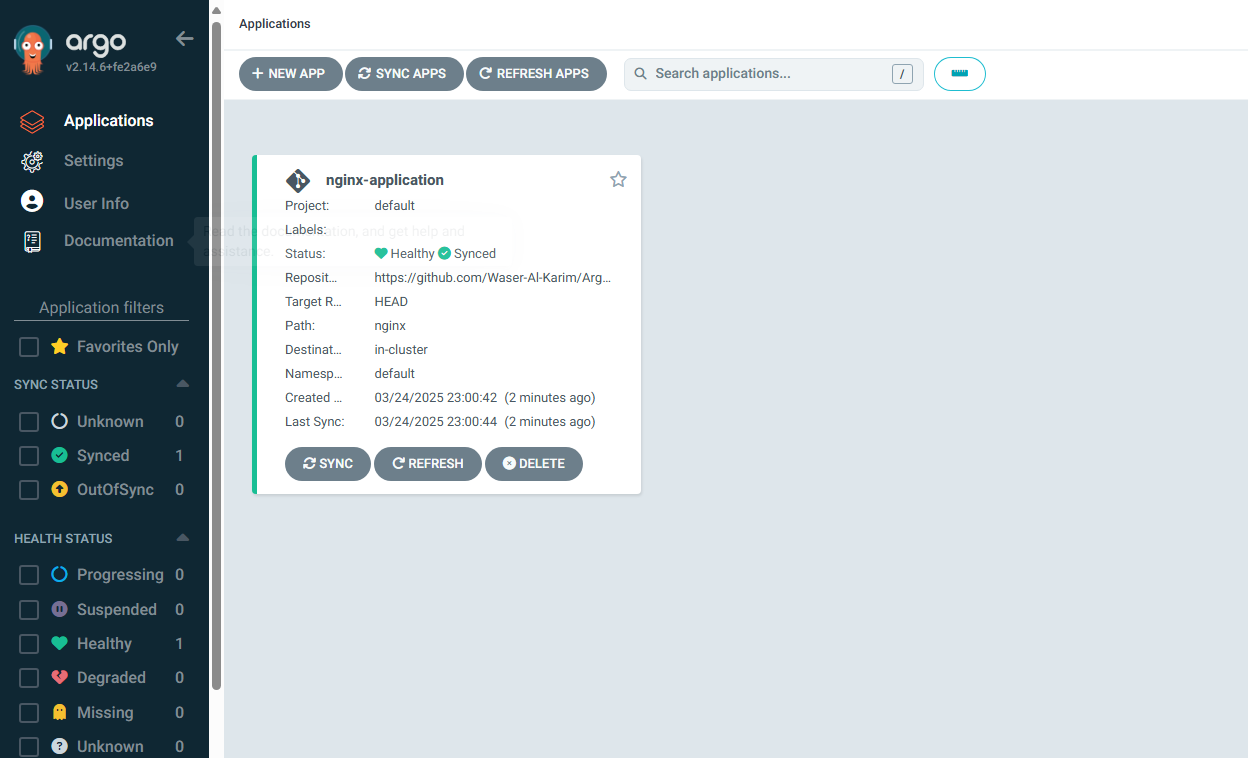 argo
v2.14.6+fe2a6e9
Applications
Settings
User Info
Documentation
Application filters
Favorites Only
SYNC STATUS
Unknown 0
Synced 1
OutOfSync 0
HEALTH STATUS
Progressing 0
Suspended 0
Healthy 1
Degraded 0
Missing 0
Unknown 0
Applications
NEW APP SYNC APPS REFRESH APPS Search applications... /
nginx-application
Project: default
Read the documentation, and get help and
assistance.
Labels:
Status: Healthy Synced
Reposit... https://github.com/Waser-Al-Karim/Arg...
Target R... HEAD
Path: nginx
Destinat... in-cluster
Namesp... default
Created ... 03/24/2025 23:00:42 (2 minutes ago)
Last Sync: 03/24/2025 23:00:44 (2 minutes ago)
SYNC REFRESH DELETE